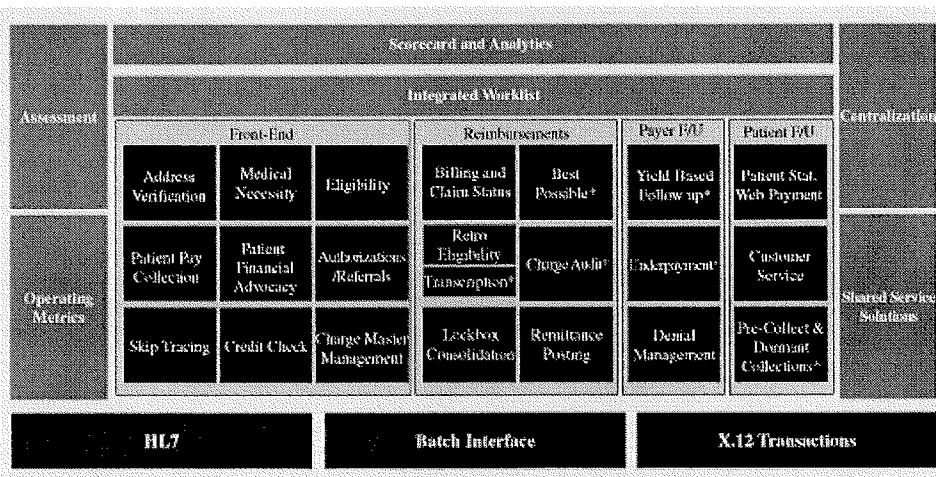 Scorecard and Analytics
Integrated Worklist
Assessment
Centralization
Front-End
Reimbursements
Payer F/U
Patient F/U
Address
Verification
Medical
Necessity
Eligibility
Billing and
Claim Status
Best
Possible*
Yield Based
Follow up*
Patient Stat.
Web Payment
Patient Pay
Collection
Patient
Financial
Advocacy
Authorizations
/Referrals
Retro
Eligibility
Transcription*
Charge Audit*
Underpayment*
Customer
Service
Operating
Metrics
Shared Service
Solutions
Skip Tracing
Credit Check
Charge Master
Management
Lockbox
Consolidation
Remittance
Posting
Denial
Management
Pre-Collect &
Dormant
Collections*
HL7
Batch Interface
X.12 Transactions